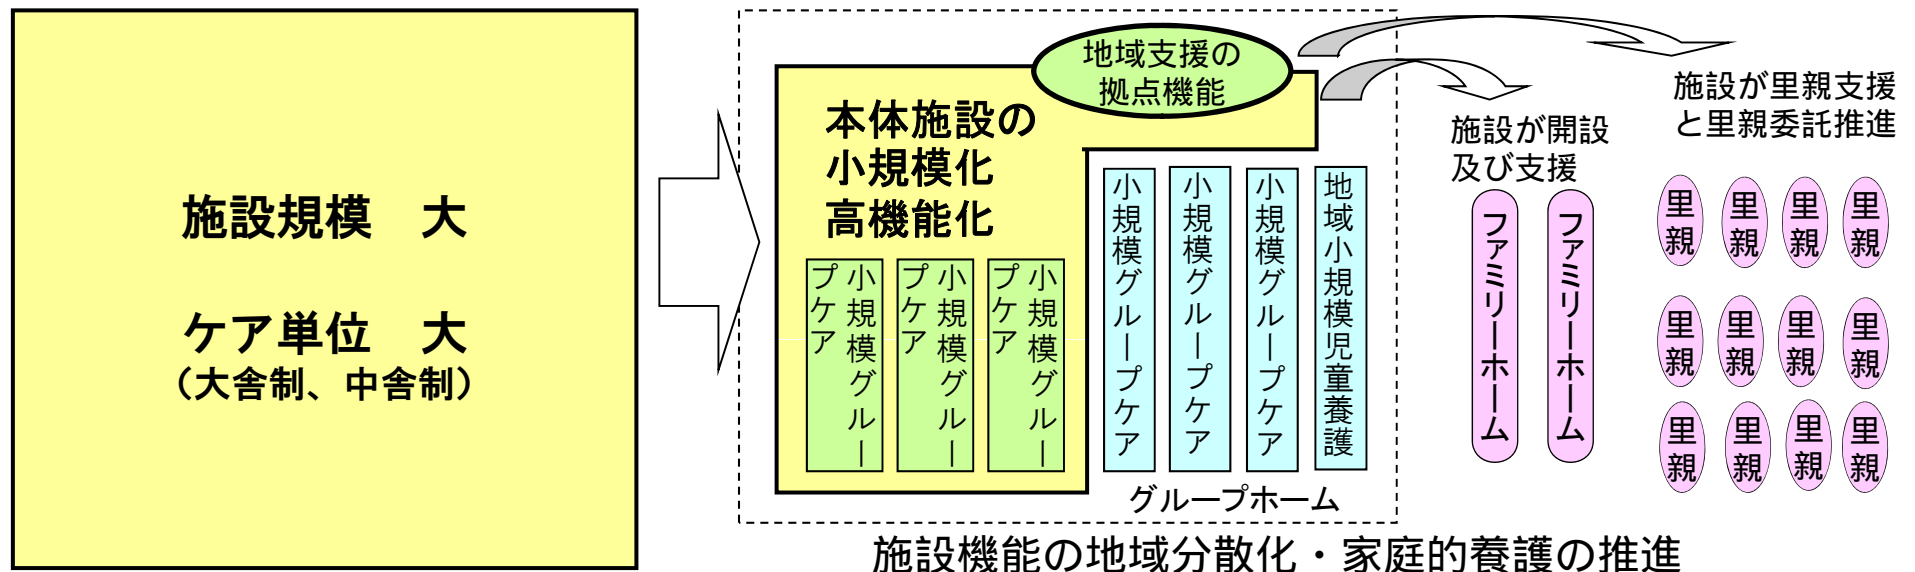 施設規模　大
ケア単位　大
（大舎制、中舎制）
地域支援の
拠点機能
本体施設の
小規模化
高機能化
小規模グルー
プケア
小規模グルー
プケア
小規模グルー
プケア
小規模グループケア
小規模グループケア
小規模グループケア
地域小規模児童養護
グループホーム
施設が開設
及び支援
ファミリーホーム
ファミリーホーム
施設が里親支援
と里親委託推進
里親
里親
里親
里親
里親
里親
里親
里親
里親
里親
里親
里親
施設機能の地域分散化・家庭的養護の推進